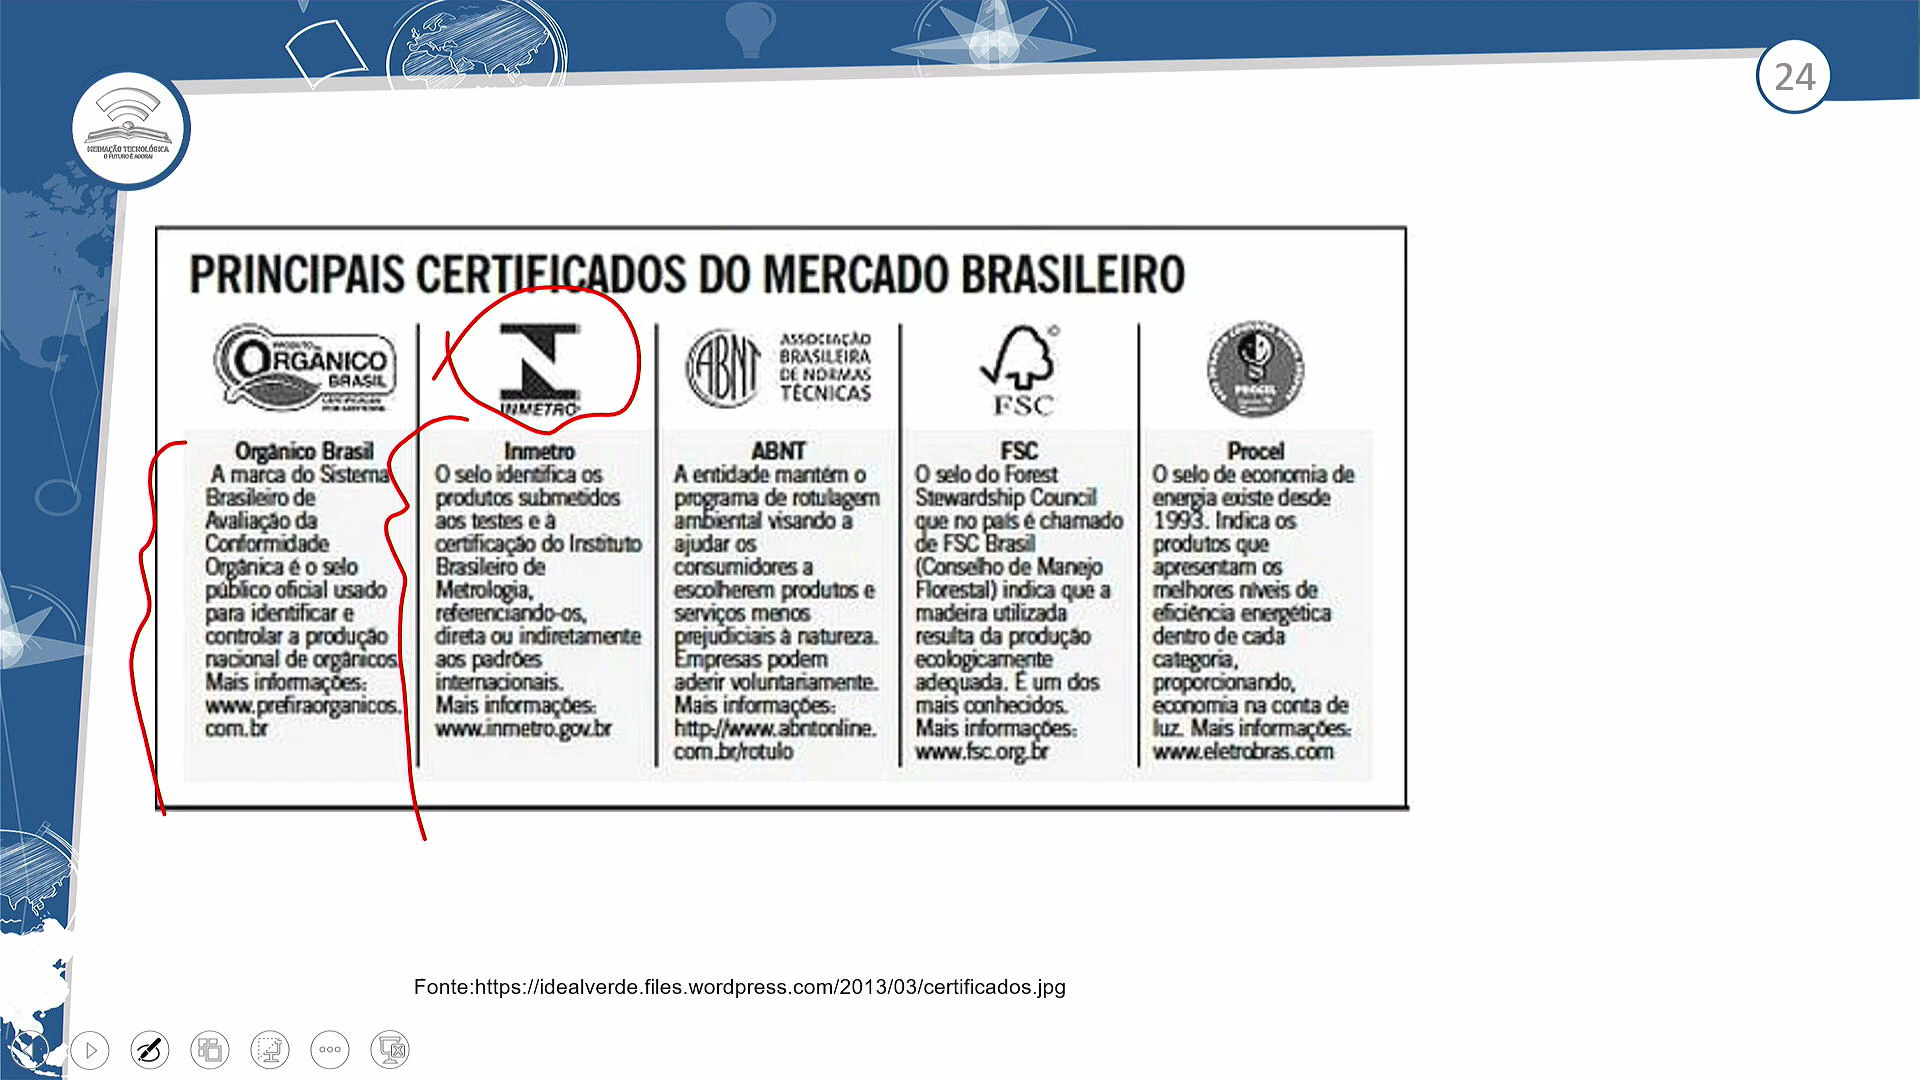 24
MEDIAÇÃO TECNOLÓGICA
O FUTURO É AGORA!
PRINCIPAIS CERTIFICADOS DO MERCADO BRASILEIRO
PRODUTO
ORGÂNICO
BRASIL
Orgânico Brasil
A marca do Sistema
Brasileiro de
Avaliação da
Conformidade
Orgânica é o selo
público oficial usado
para identificar e
controlar a produção
nacional de orgânicos.
Mais informações:
www.prefiraorganicos.
com.br
INMETRO
Inmetro
O selo identifica os
produtos submetidos
aos testes e à
certificação do Instituto
Brasileiro de
Metrologia,
referenciando-os,
direta ou indiretamente
aos padrões
internacionais.
Mais informações:
www.inmetro.gov.br
ABNT
ASSOCIAÇÃO
BRASILEIRA
DE NORMAS
TÉCNICAS
ABNT
A entidade mantém o
programa de rotulagem
ambiental visando a
ajudar os
consumidores a
escolherem produtos e
serviços menos
prejudiciais à natureza.
Empresas podem
aderir voluntariamente.
Mais informações:
http://www.abntonline.
com.br/rotulo
FSC
FSC
O selo do Forest
Stewardship Council
que no país é chamado
de FSC Brasil
(Conselho de Manejo
Florestal) indica que a
madeira utilizada
resulta da produção
ecologicamente
adequada. É um dos
mais conhecidos.
Mais informações:
www.fsc.org.br
PROCEL
Procel
O selo de economia de
energia existe desde
1993. Indica os
produtos que
apresentam os
melhores níveis de
eficiência energética
dentro de cada
categoria,
proporcionando,
economia na conta de
luz. Mais informações:
www.eletrobras.com
Fonte:https://idealverde.files.wordpress.com/2013/03/certificados.jpg